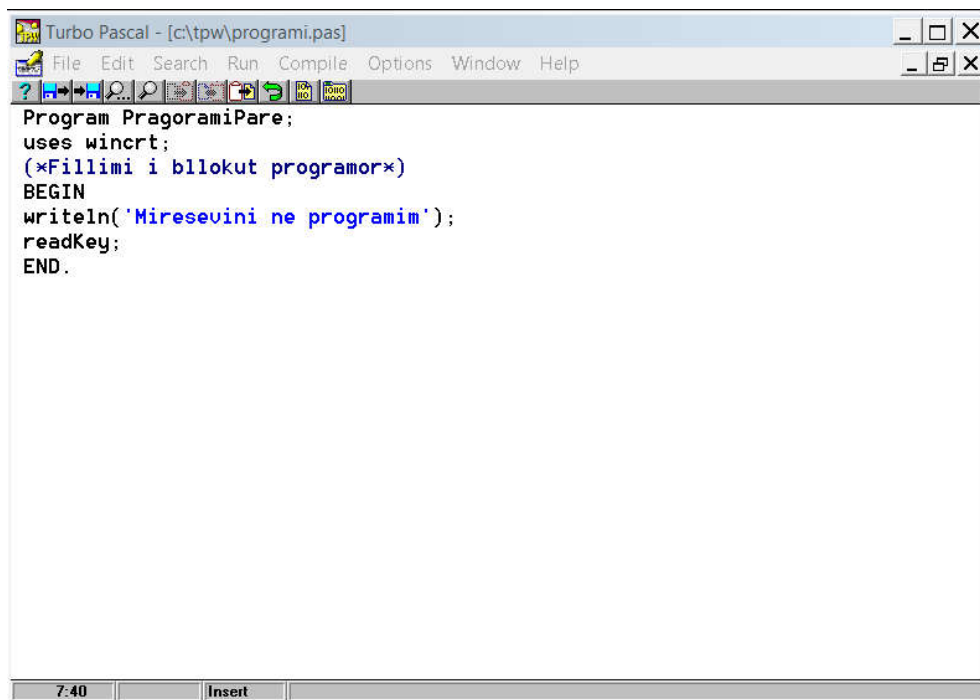 Turbo Pascal - [c:\tpw\programi.pas]
File Edit Search Run Compile Options Window Help
Program PragoramiPare;
uses wincrt;
(*Fillimi i bllokut programor*)
BEGIN
writeln('Miresevini ne programim');
readKey;
END.
7:40 Insert